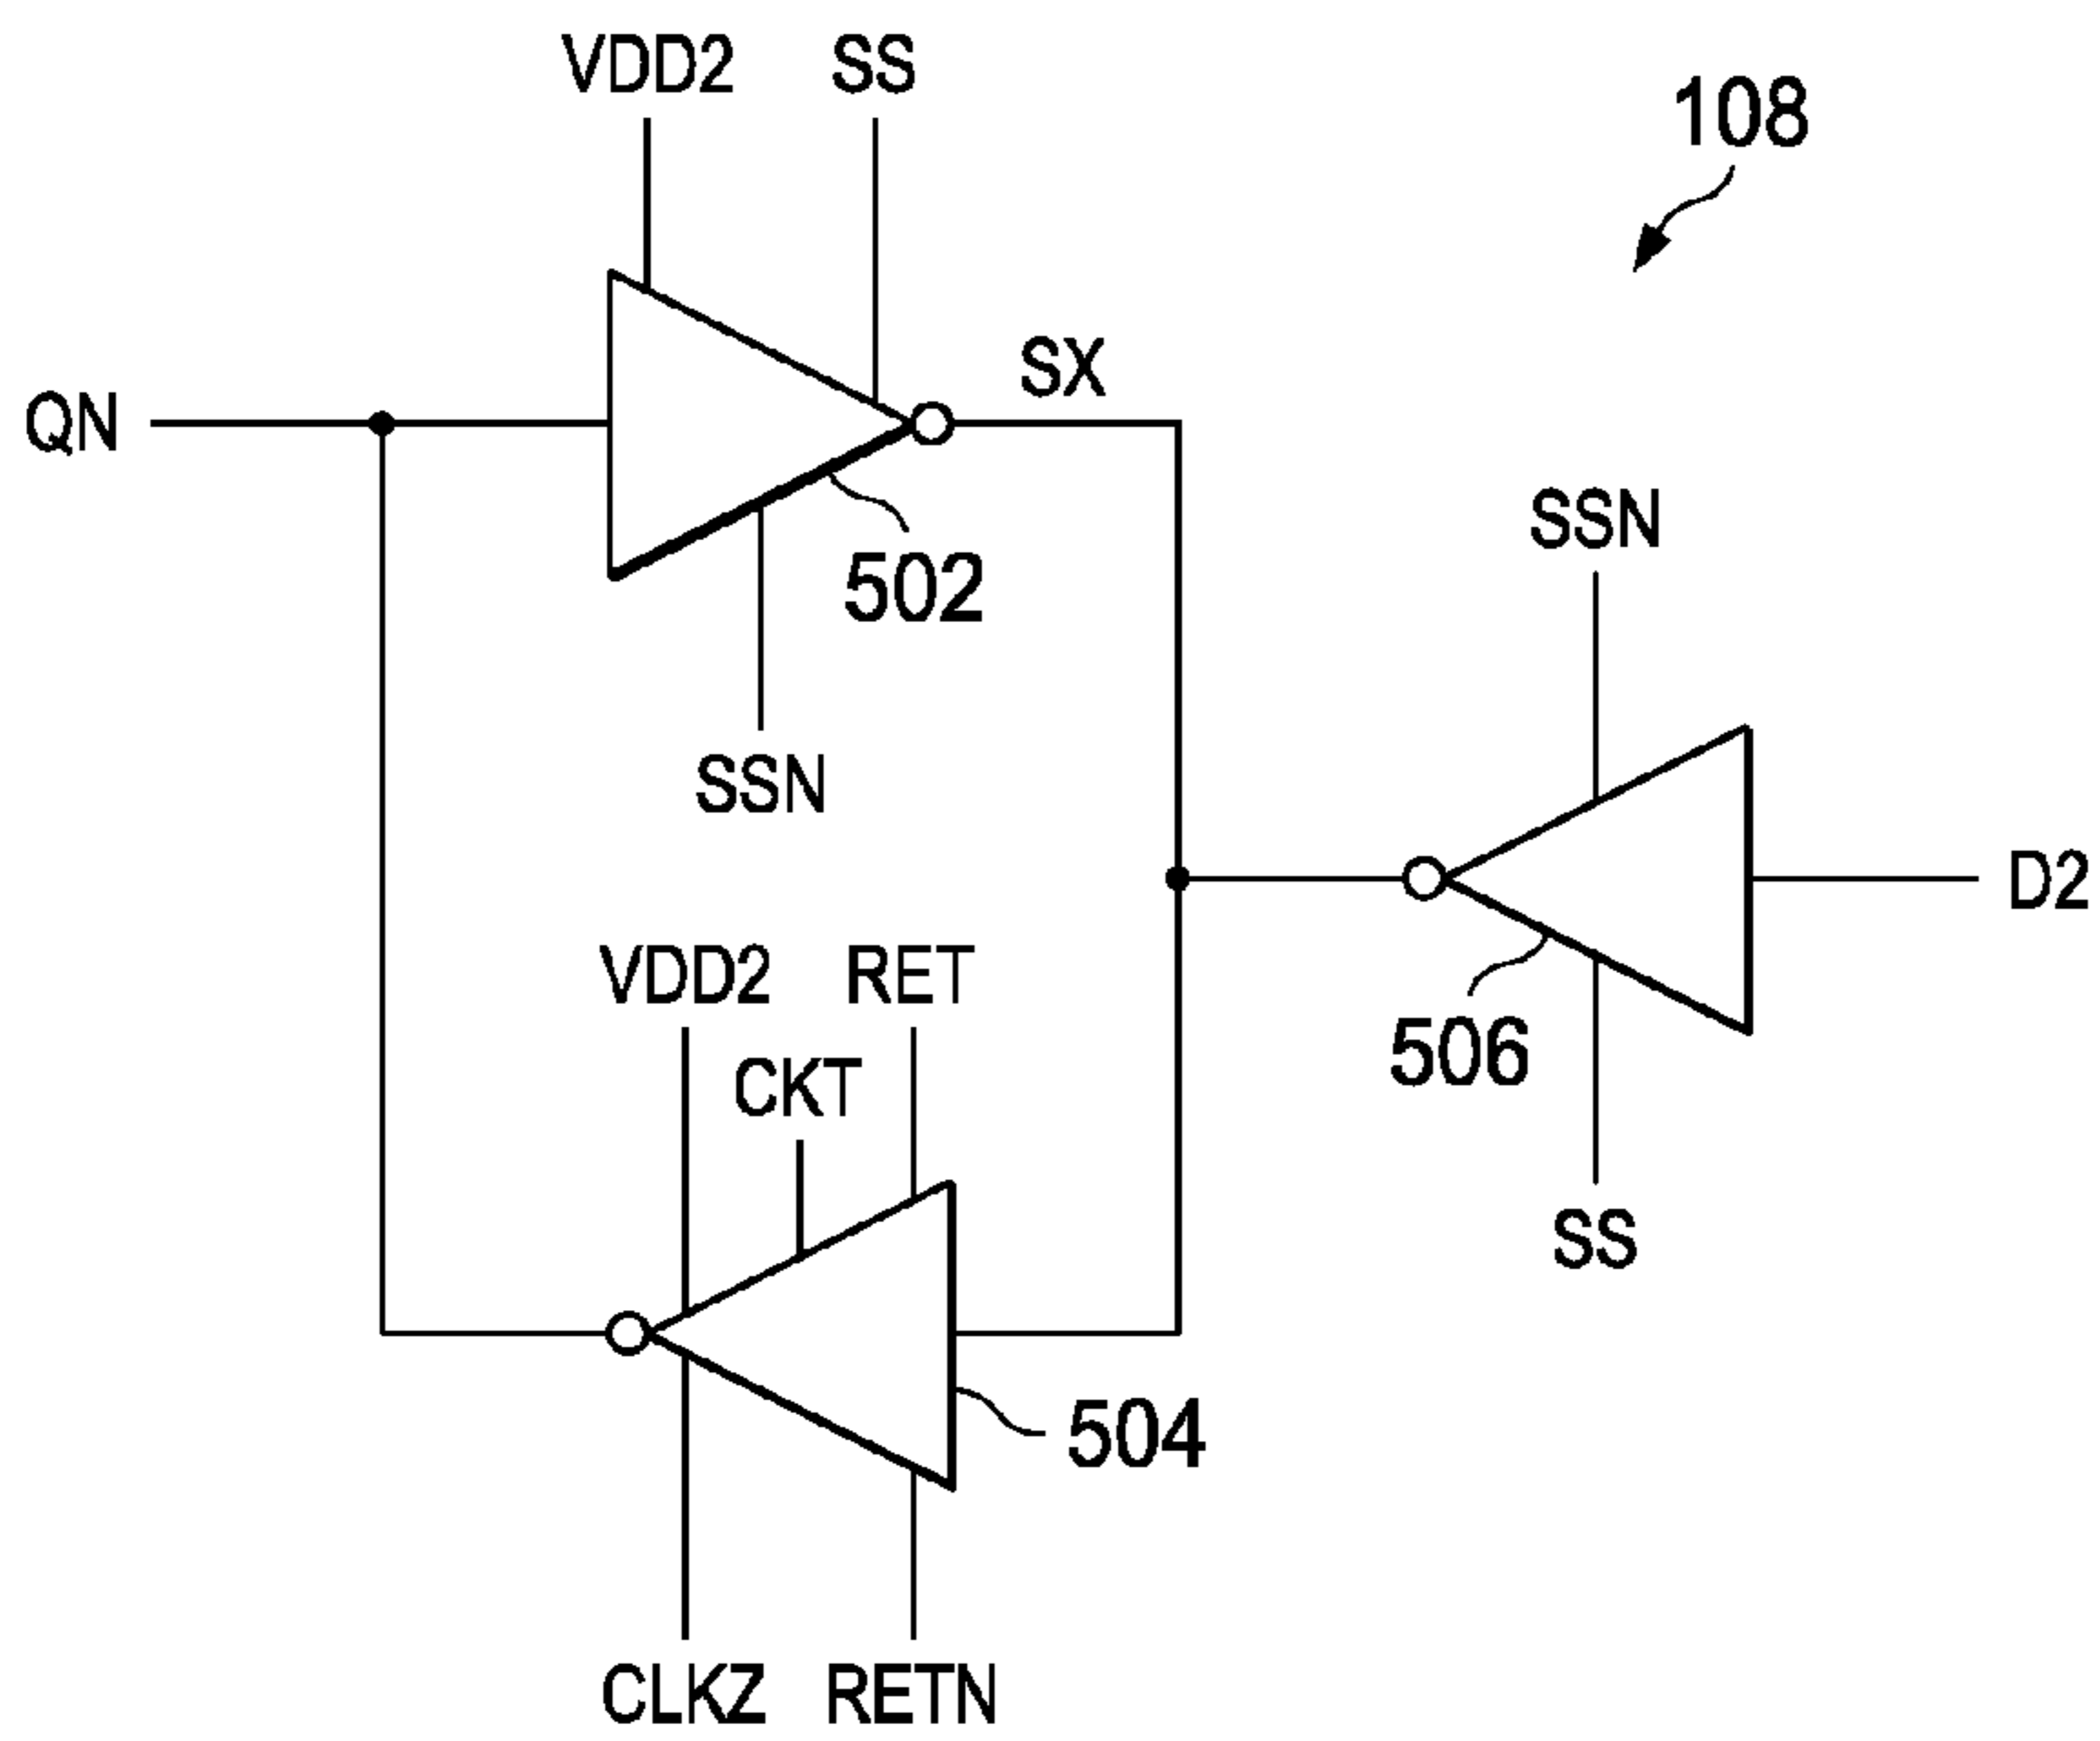 VDD2 SS
108
SX
QN
SSN
502
SSN
D2
VDD2 RET
506
CKT
SS
504
CLKZ RETN